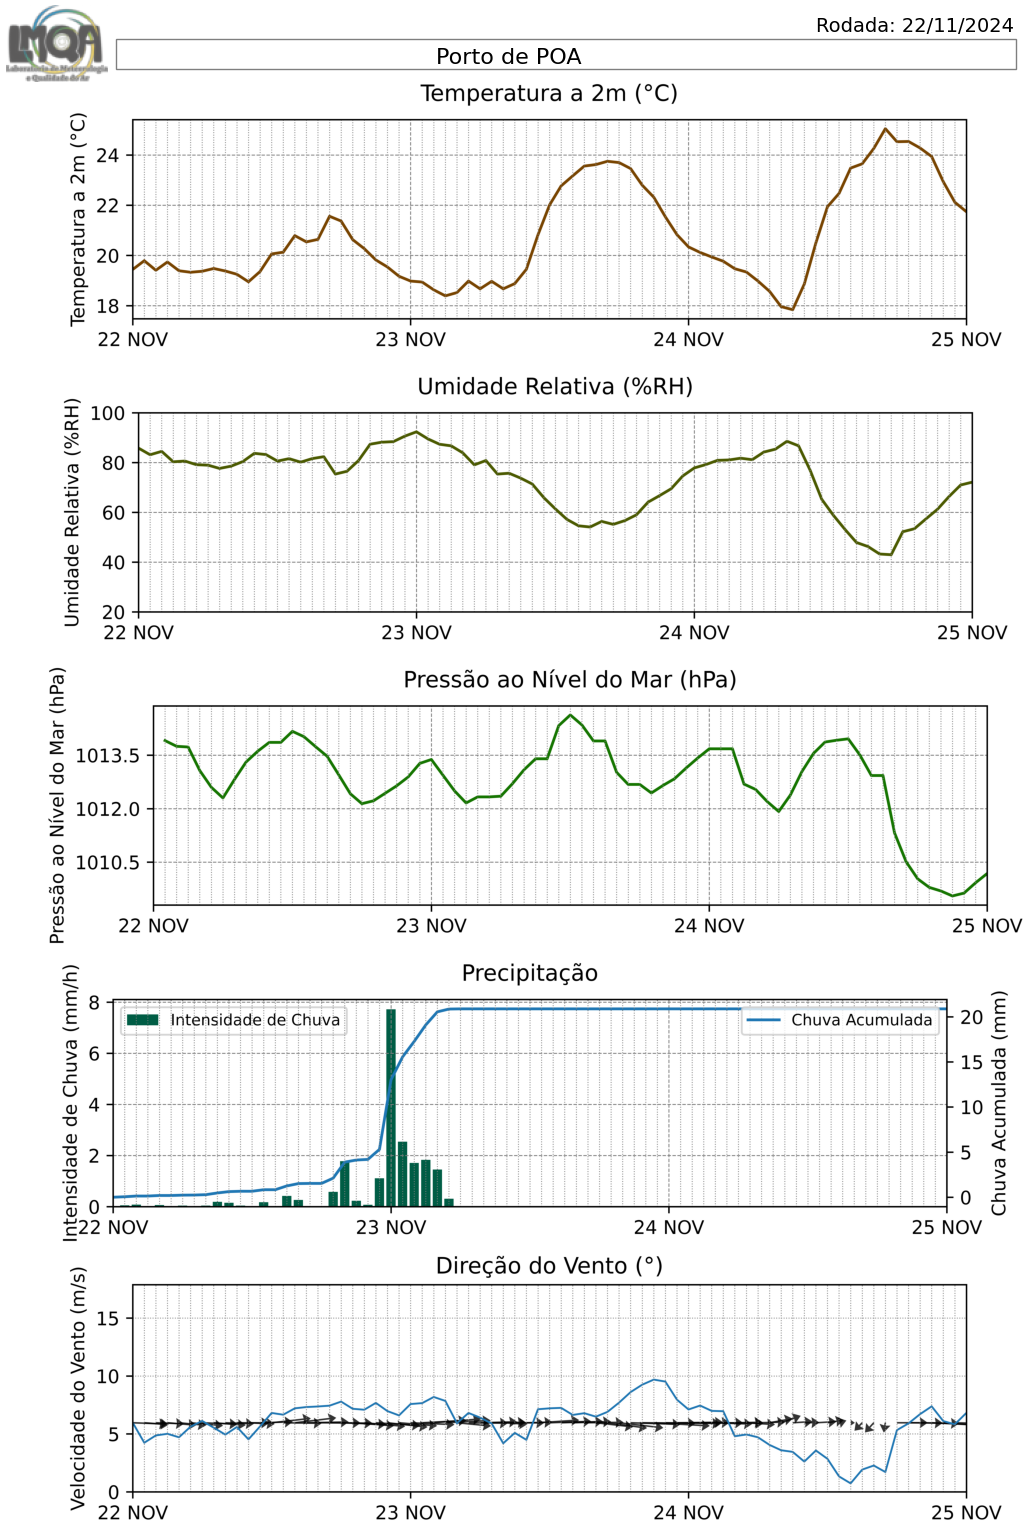 Rodada: 22/11/2024
LMQA
Laboratório de Meteorologia
e Qualidade do Ar
Porto de POA
Temperatura a 2m (°C)
Temperatura a 2m (°C)
24
22
20
18
22 NOV 23 NOV 24 NOV 25 NOV
Umidade Relativa (%RH)
Umidade Relativa (%RH)
100
80
60
40
20
22 NOV 23 NOV 24 NOV 25 NOV
Pressão ao Nível do Mar (hPa)
Pressão ao Nível do Mar (hPa)
1013.5
1012.0
1010.5
22 NOV 23 NOV 24 NOV 25 NOV
Precipitação
Intensidade de Chuva (mm/h)
8
6
4
2
0
Intensidade de Chuva
Chuva Acumulada
20
15
10
5
0
Chuva Acumulada (mm)
22 NOV 23 NOV 24 NOV 25 NOV
Direção do Vento (°)
Velocidade do Vento (m/s)
15
10
5
0
22 NOV 23 NOV 24 NOV 25 NOV